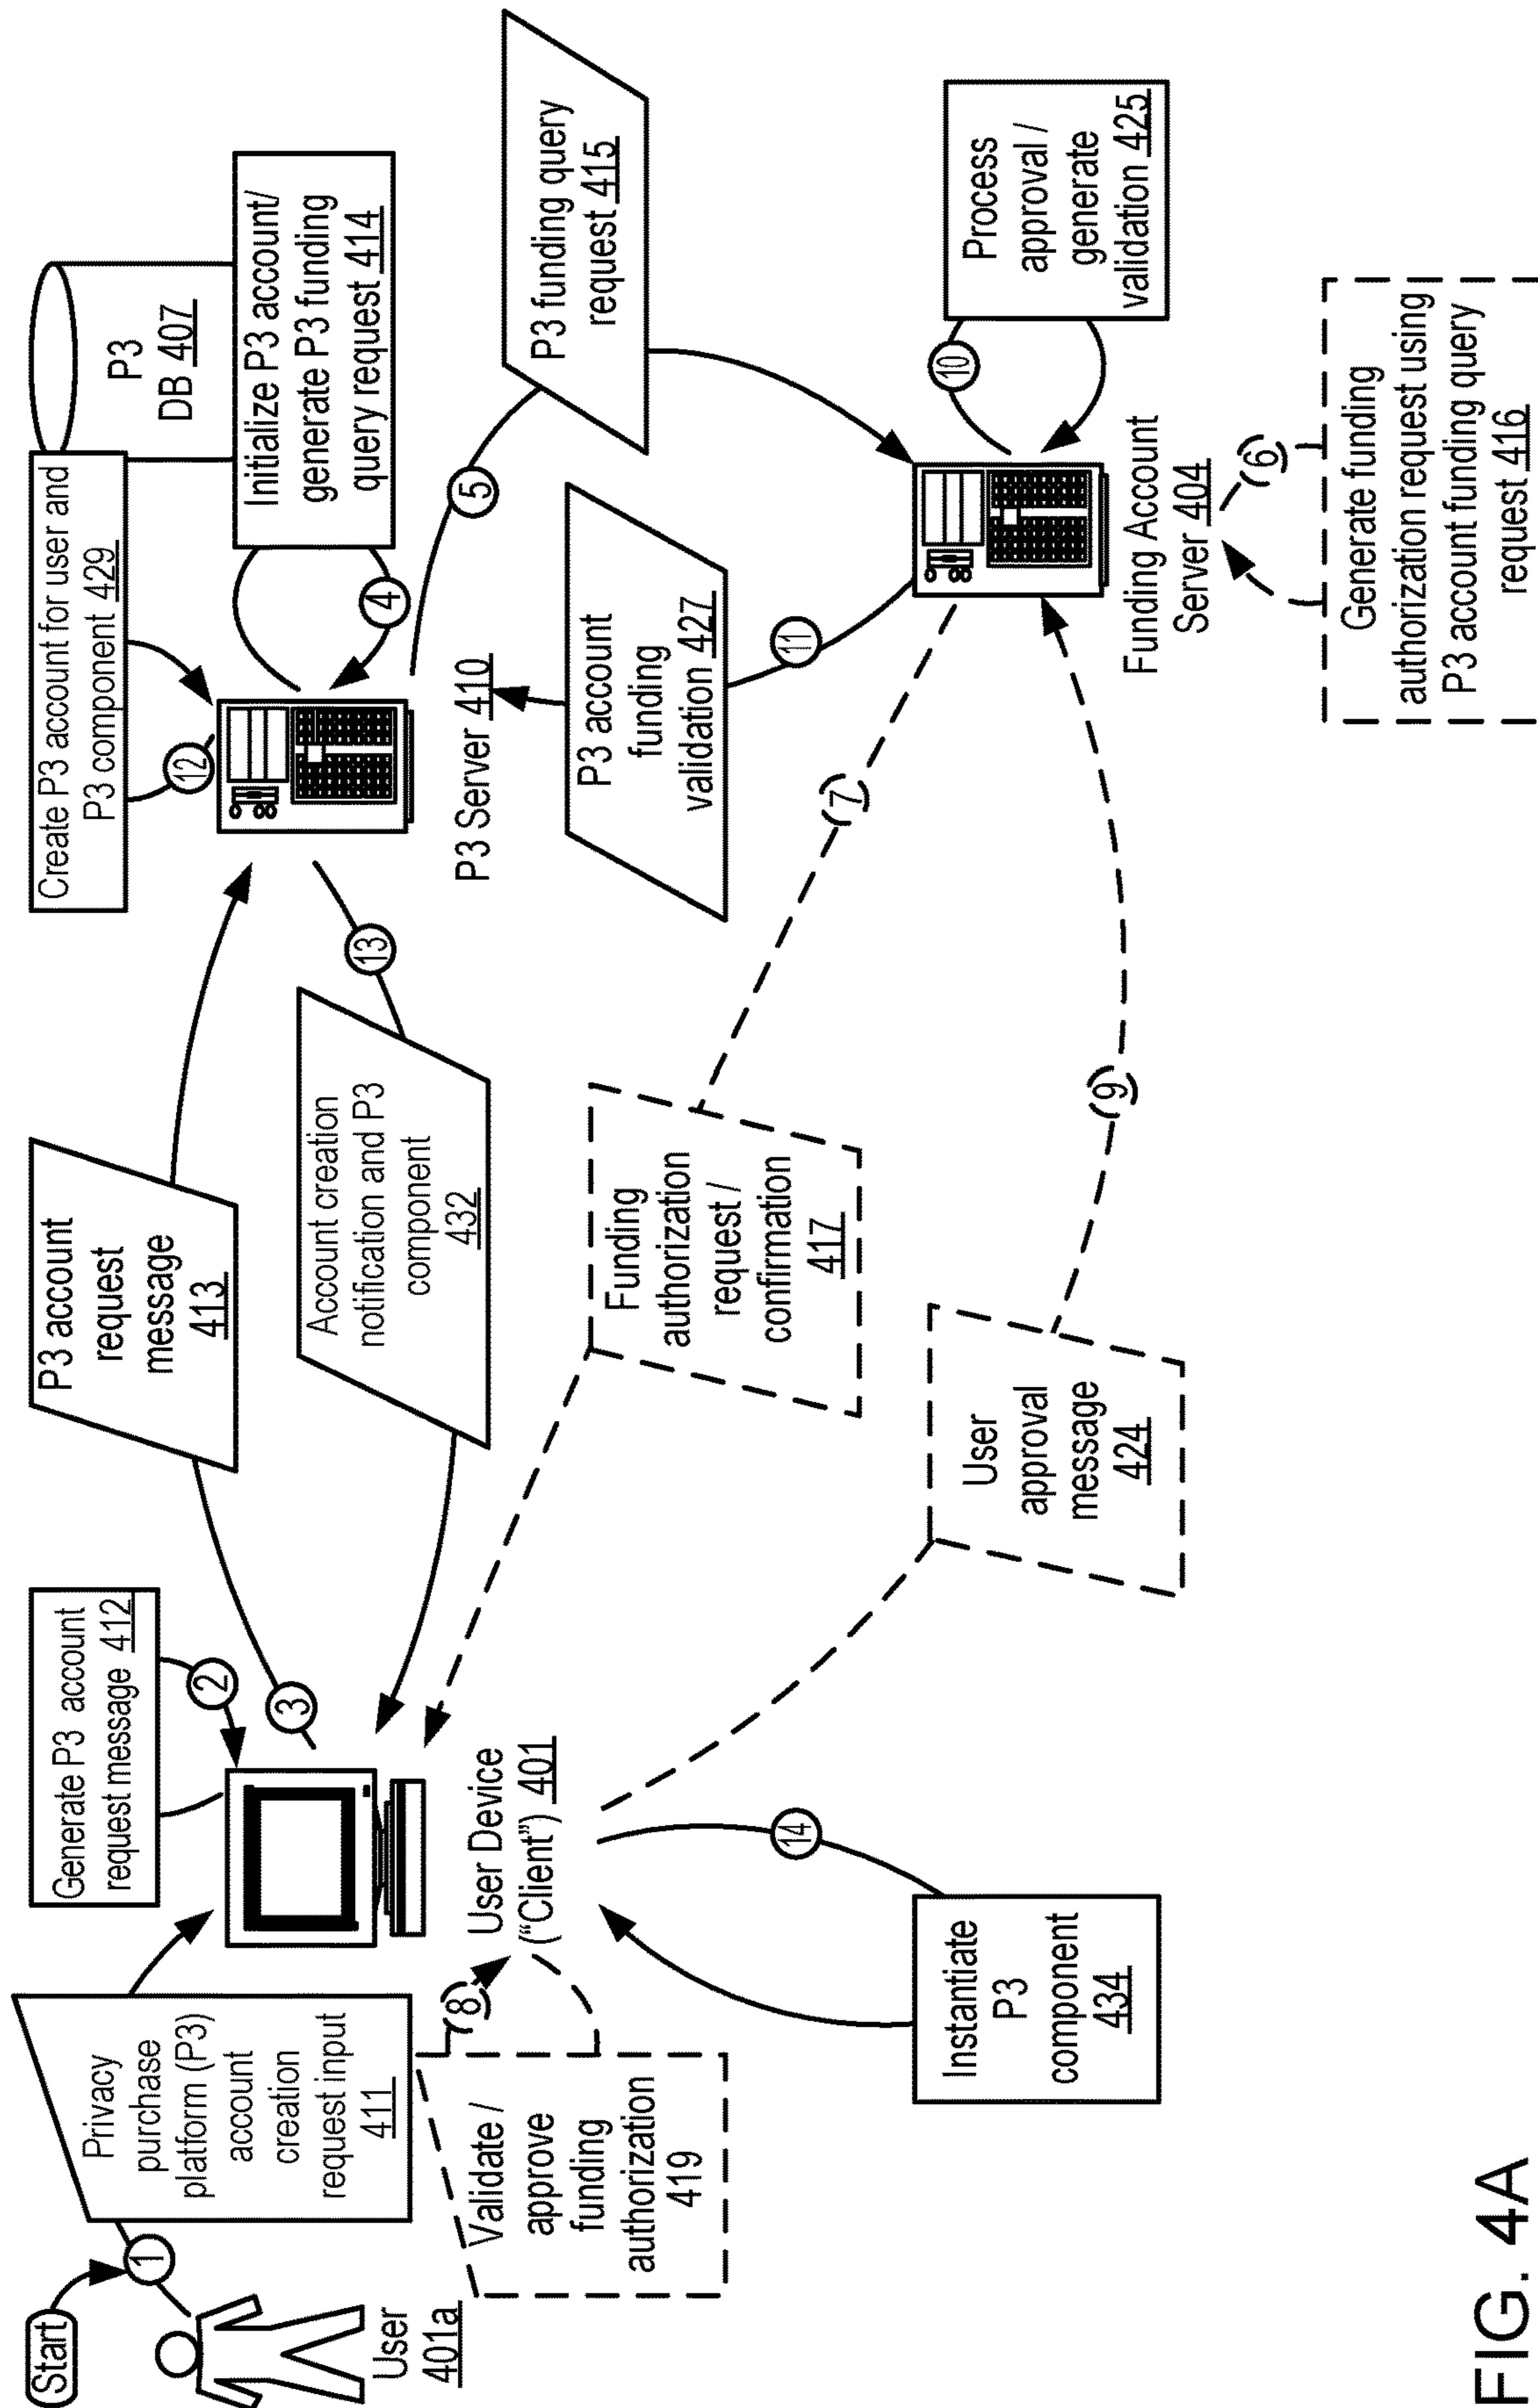 Start
1
User
401a
Privacy
purchase
platform (P3)
account
creation
request input
411
Generate P3 account
request message 412
2
3
User Device
("Client") 401
8
Validate /
approve
funding
authorization
419
P3 account
request
message
413
Account creation
notification and P3
component
432
13
Create P3 account for user and
P3 component 429
12
P3
DB 407
Initialize P3 account/
generate P3 funding
query request 414
4
P3 Server 410
5
P3 funding query
request 415
P3 account
funding
validation 427
11
10
Process
approval /
generate
validation 425
Funding Account
Server 404
6
Generate funding
authorization request using
P3 account funding query
request 416
7
Funding
authorization
request /
confirmation
417
9
User
approval
message
424
14
Instantiate
P3
component
434
FIG. 4A